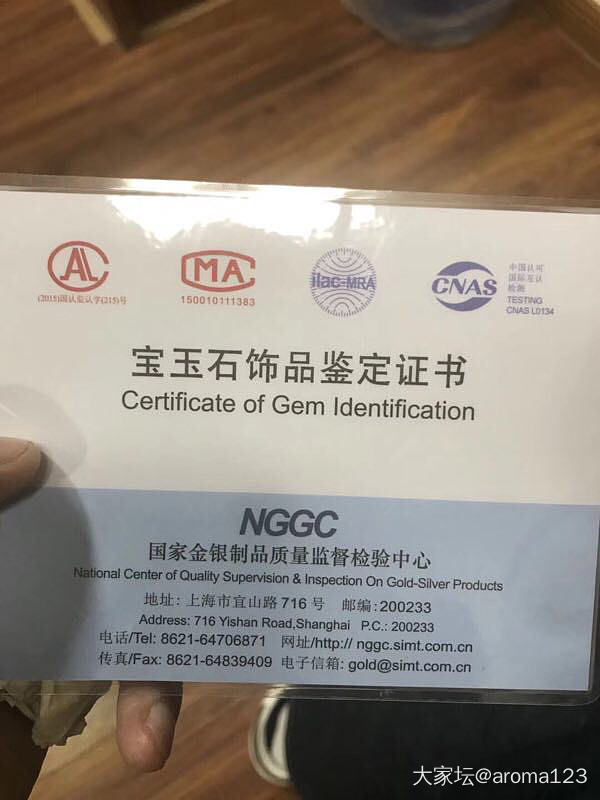 AL
(2015)国认监认字(215)号
MA
150010111383
ilac-MRA
CNAS
中国认可
国际互认
检测
TESTING
CNAS L0134
宝玉石饰品鉴定证书
Certificate of Gem Identification
NGGC
国家金银制品质量监督检验中心
National Center of Quality Supervision & Inspection On Gold-Silver Products
地址: 上海市宜山路716号 邮编:200233
Address: 716 Yishan Road,Shanghai P.C.: 200233
电话/Tel: 8621-64706871 网址/http:// nggc.simt.com.cn
传真/Fax: 8621-64839409 电子信箱: gold@simt.com.cn
大家坛@aroma123